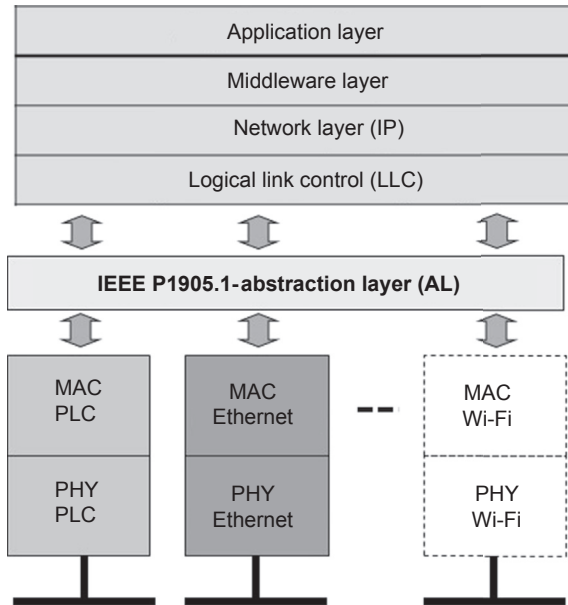 Application layer
Middleware layer
Network layer (IP)
Logical link control (LLC)
IEEE P1905.1-abstraction layer (AL)
MAC
PLC
MAC
Ethernet
MAC
Wi-Fi
PHY
PLC
PHY
Ethernet
PHY
Wi-Fi